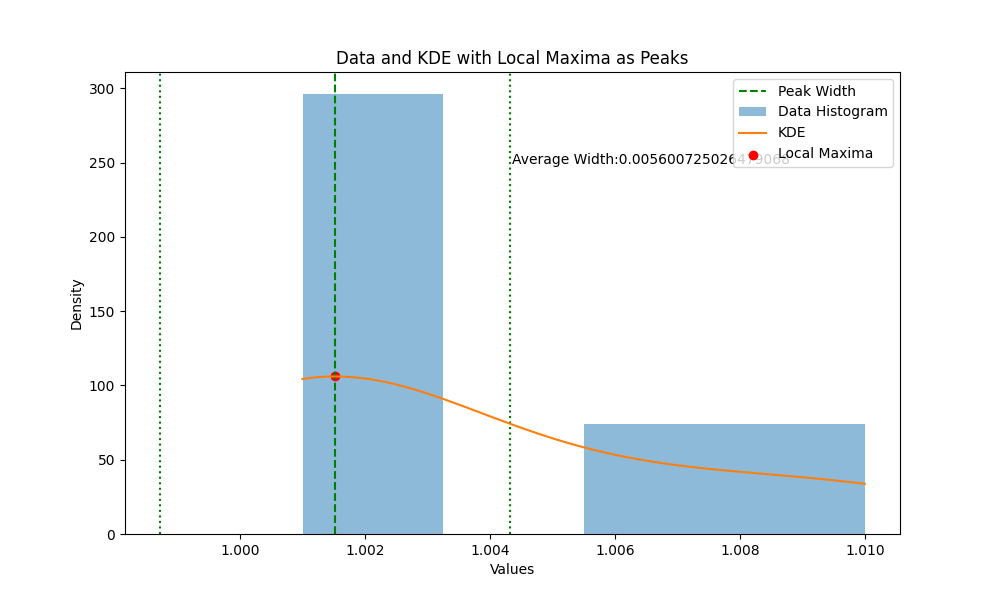 Data and KDE with Local Maxima as Peaks
300
250
200
150
100
50
0
Density
Peak Width
Data Histogram
KDE
Local Maxima
Average Width:0.005600725026479068
1.000
1.002
1.004
1.006
1.008
1.010
Values